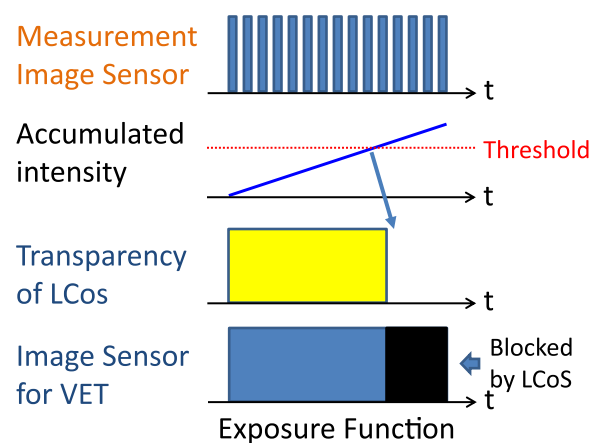 Measurement
Image Sensor
t
Accumulated
intensity
Threshold
t
Transparency
of LCos
t
Image Sensor
for VET
Blocked
by LCoS
t
Exposure Function